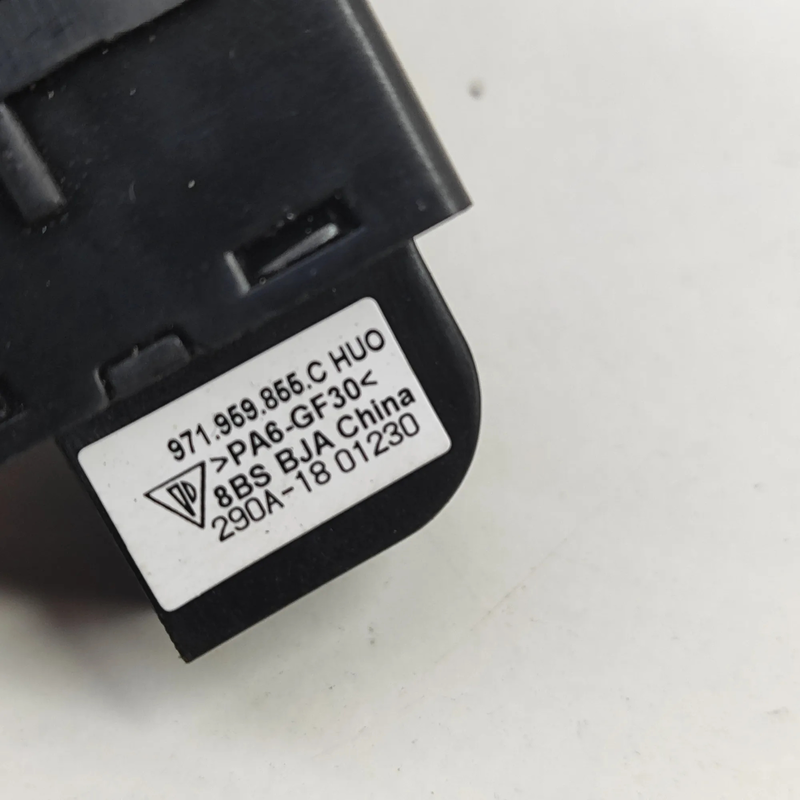 971.959.855.C HUO
>PA6-GF30<
8BS BJA China
290A-18 01230